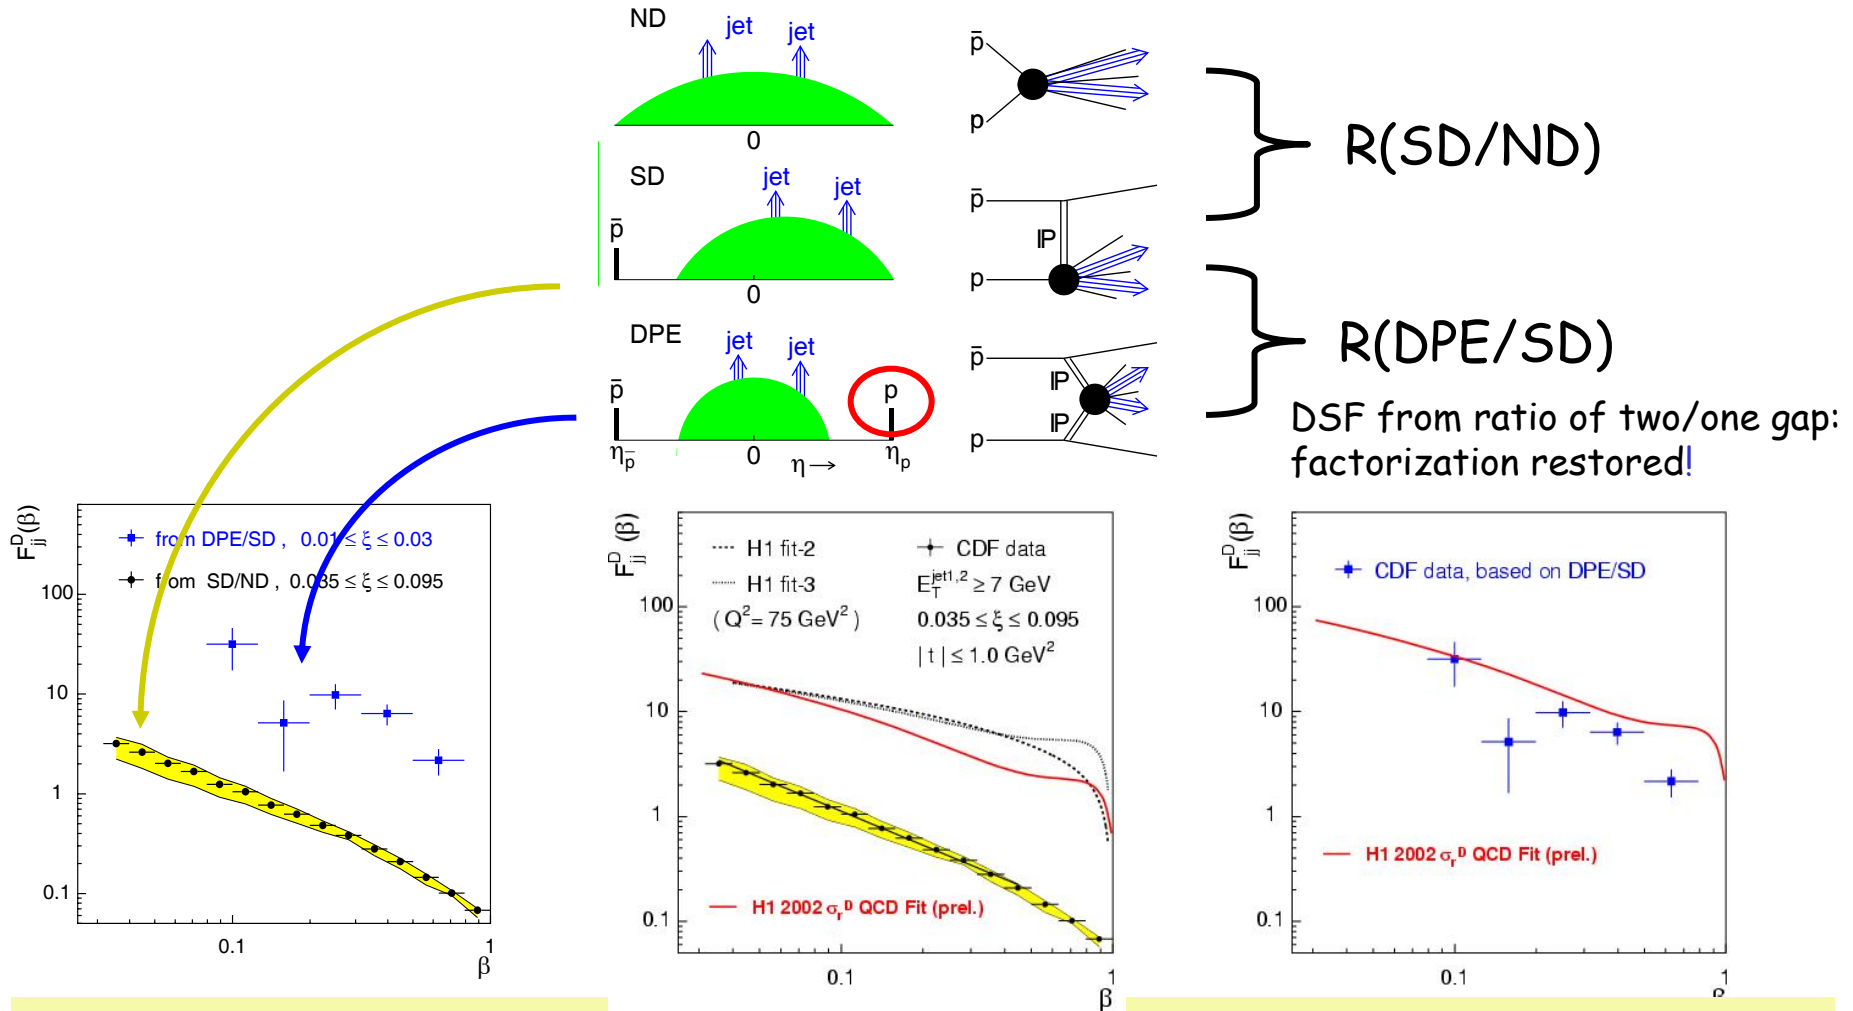 ND
jet
jet
0
p̄
p
R(SD/ND)
SD
jet
jet
p̄
0
p̄
IP
p
DPE
jet
jet
p̄
p
η_p̄
0
η→
η_p
p̄
IP
IP
p
R(DPE/SD)
DSF from ratio of two/one gap:
factorization restored!
F^D_jj(β)
from DPE/SD , 0.01 ≤ ξ ≤ 0.03
from SD/ND , 0.035 ≤ ξ ≤ 0.095
100
10
1
0.1
0.1
1
β
F^D_jj (β)
H1 fit-2
H1 fit-3
( Q² = 75 GeV² )
CDF data
E_T^jet1,2 ≥ 7 GeV
0.035 ≤ ξ ≤ 0.095
| t | ≤ 1.0 GeV²
100
10
1
0.1
H1 2002 σ_r^D QCD Fit (prel.)
0.1
1
β
F^D_jj (β)
CDF data, based on DPE/SD
100
10
1
0.1
H1 2002 σ_r^D QCD Fit (prel.)
0.1
1
β